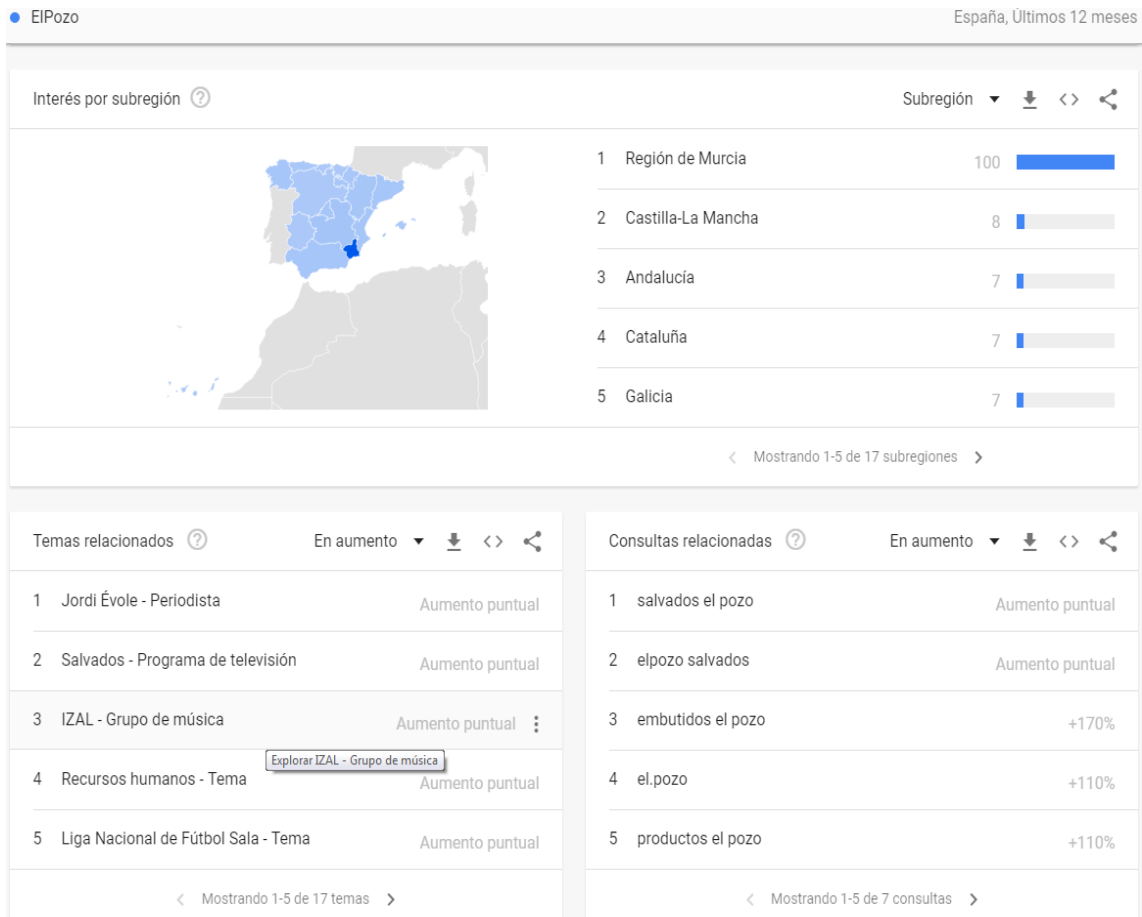 ElPozo España, Últimos 12 meses
Interés por subregión ? Subregión
1 Región de Murcia 100
2 Castilla-La Mancha 8
3 Andalucía 7
4 Cataluña 7
5 Galicia 7
Mostrando 1-5 de 17 subregiones
Temas relacionados ? En aumento
1 Jordi Évole - Periodista Aumento puntual
2 Salvados - Programa de televisión Aumento puntual
3 IZAL - Grupo de música Aumento puntual
Explorar IZAL - Grupo de música
4 Recursos humanos - Tema Aumento puntual
5 Liga Nacional de Fútbol Sala - Tema Aumento puntual
Mostrando 1-5 de 17 temas
Consultas relacionadas ? En aumento
1 salvados el pozo Aumento puntual
2 elpozo salvados Aumento puntual
3 embutidos el pozo +170%
4 el.pozo +110%
5 productos el pozo +110%
Mostrando 1-5 de 7 consultas